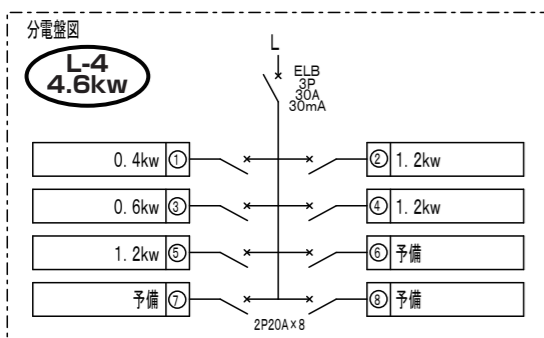 分電盤図
L-4
4.6kw
L
ELB
3P
30A
30mA
0.4kw ① ② 1.2kw
0.6kw ③ ④ 1.2kw
1.2kw ⑤ ⑥ 予備
予備 ⑦ ⑧ 予備
2P20A×8